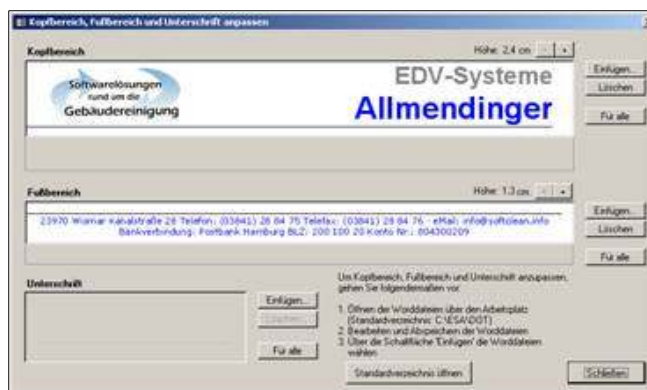 Kopfbereich, Fußbereich und Unterschrift anpassen
Kopfbereich
Höhe: 2,4 cm - +
Softwarelösungen
rund um die
Gebäudereinigung
EDV-Systeme
Allmendinger
Einfügen...
Löschen
Für alle
Fußbereich
Höhe: 1,3 cm - +
23970 Wismar Kanalstraße 28 Telefon: (03841) 28 84 75 Telefax: (03841) 28 84 76 - eMail: info@softclean.info
Bankverbindung: Postbank Hamburg BLZ: 200 100 20 Konto Nr.: 804300209
Einfügen...
Löschen
Für alle
Unterschrift
Einfügen...
Löschen
Für alle
Um Kopfbereich, Fußbereich und Unterschrift anzupassen,
gehen Sie folgendermaßen vor:
1. Öffnen der Worddateien über den Arbeitsplatz
(Standardverzeichnis: C:\ESA\DOT)
2. Bearbeiten und Abspeichern der Worddateien
3. Über die Schaltfläche 'Einfügen' die Worddateien
wählen
Standardverzeichnis öffnen
Schließen